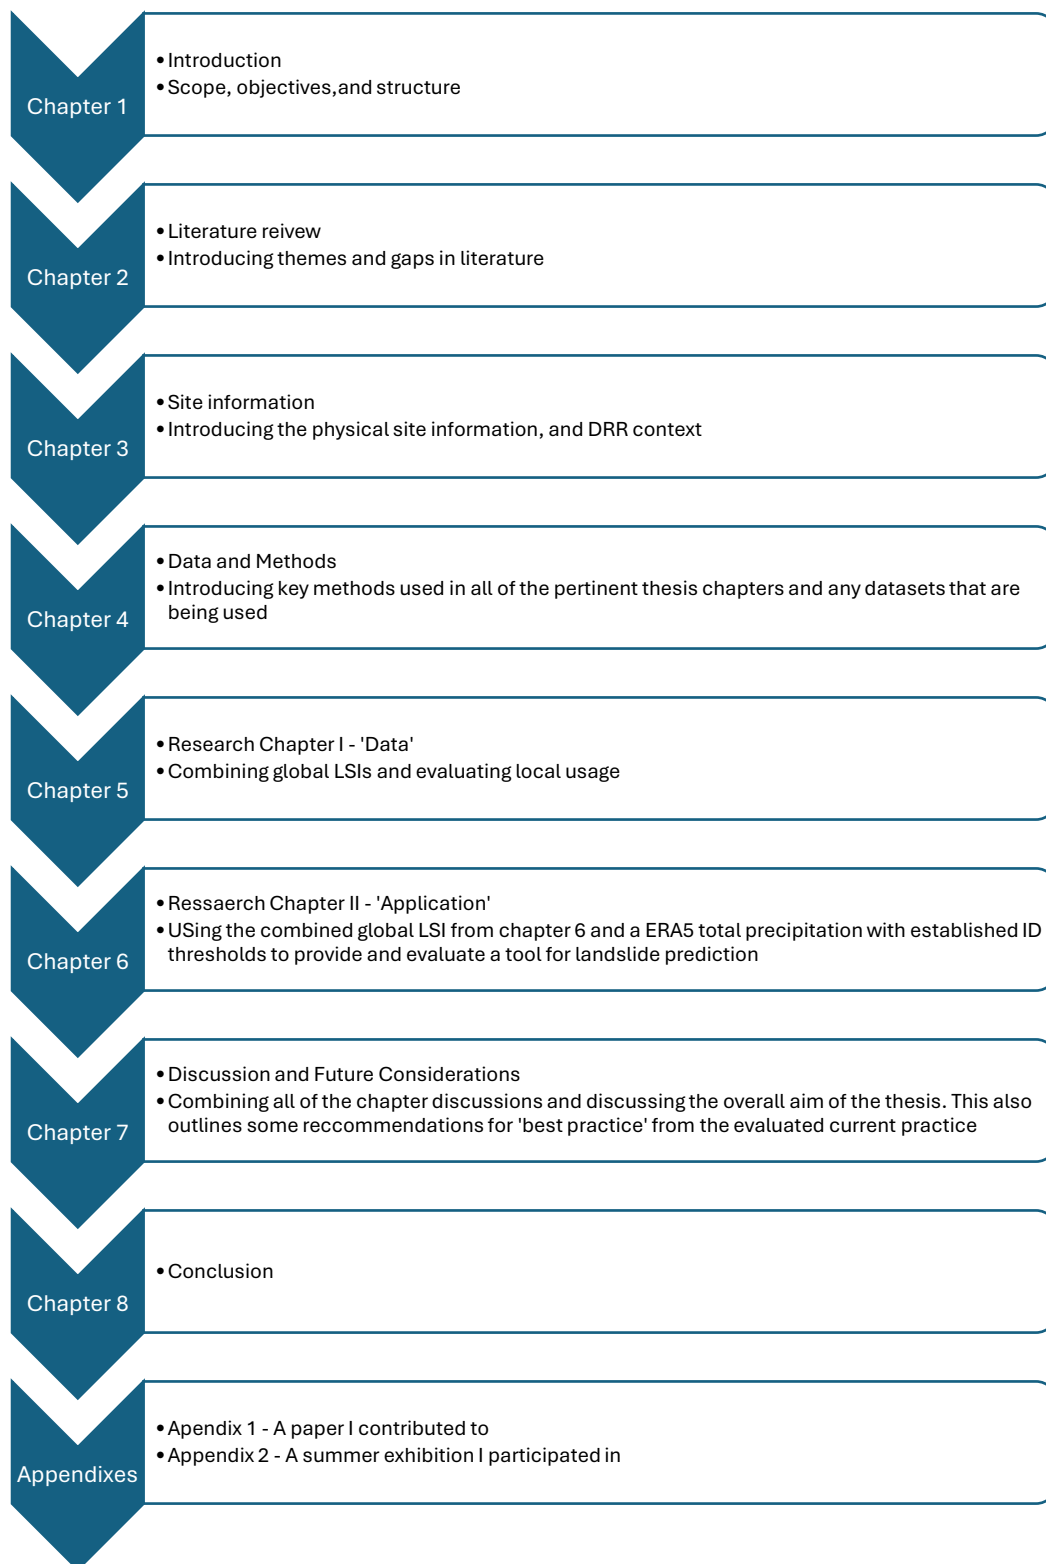 Chapter 1
• Introduction
• Scope, objectives,and structure
Chapter 2
• Literature reivew
• Introducing themes and gaps in literature
Chapter 3
• Site information
• Introducing the physical site information, and DRR context
Chapter 4
• Data and Methods
• Introducing key methods used in all of the pertinent thesis chapters and any datasets that are
being used
Chapter 5
• Research Chapter I - 'Data'
• Combining global LSIs and evaluating local usage
Chapter 6
• Ressaerch Chapter II - 'Application'
• USing the combined global LSI from chapter 6 and a ERA5 total precipitation with established ID
thresholds to provide and evaluate a tool for landslide prediction
Chapter 7
• Discussion and Future Considerations
• Combining all of the chapter discussions and discussing the overall aim of the thesis. This also
outlines some reccommendations for 'best practice' from the evaluated current practice
Chapter 8
• Conclusion
Appendixes
• Apendix 1 - A paper I contributed to
• Appendix 2 - A summer exhibition I participated in